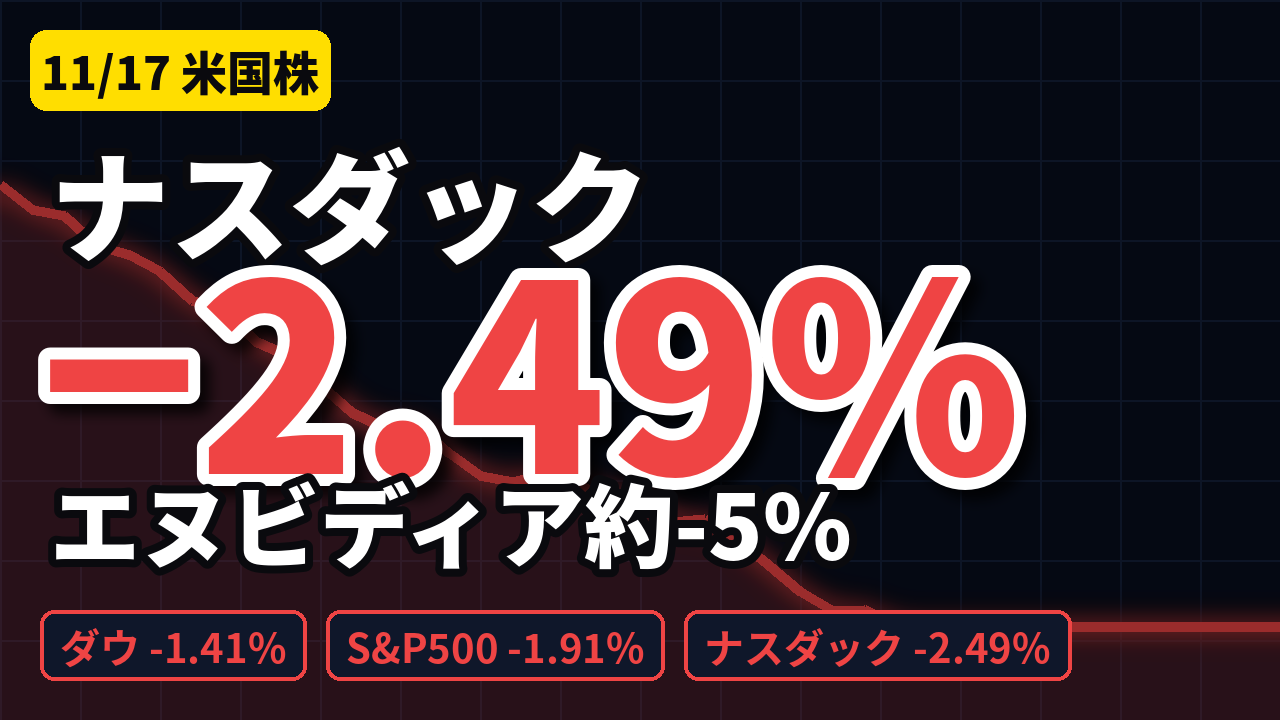 11/17 米国株
ナスダック
−2.49%
エヌビディア約-5%
ダウ -1.41%
S&P500 -1.91%
ナスダック -2.49%